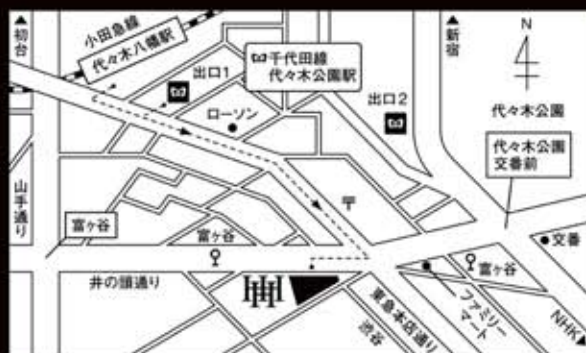 ▲初台
小田急線
代々木八幡駅
出口1
千代田線
代々木公園駅
▲新宿
N
ローソン
出口2
代々木公園
代々木公園
交番前
山手通り
富ヶ谷
〒
富ヶ谷
交番
富ヶ谷
井の頭通り
ファミリー
マート
東急本店通り
渋谷
NHK▲